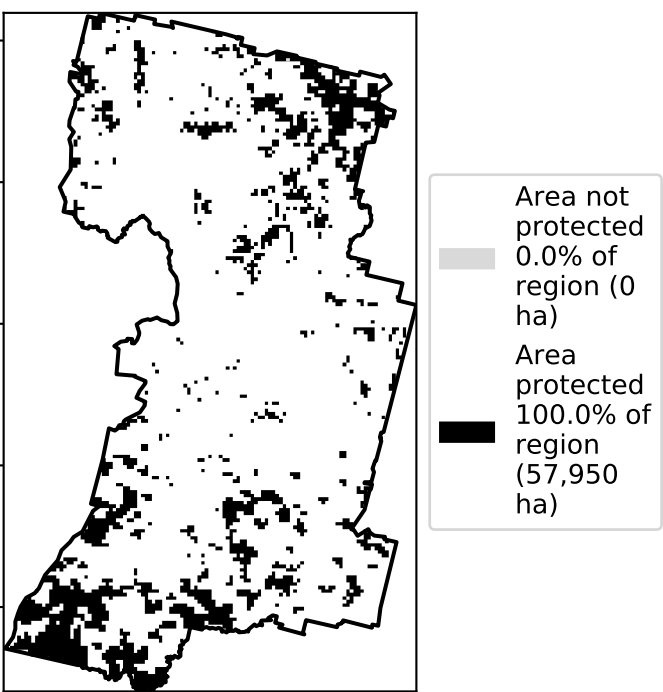 Area not
protected
0.0% of
region (0
ha)
Area
protected
100.0% of
region
(57,950
ha)